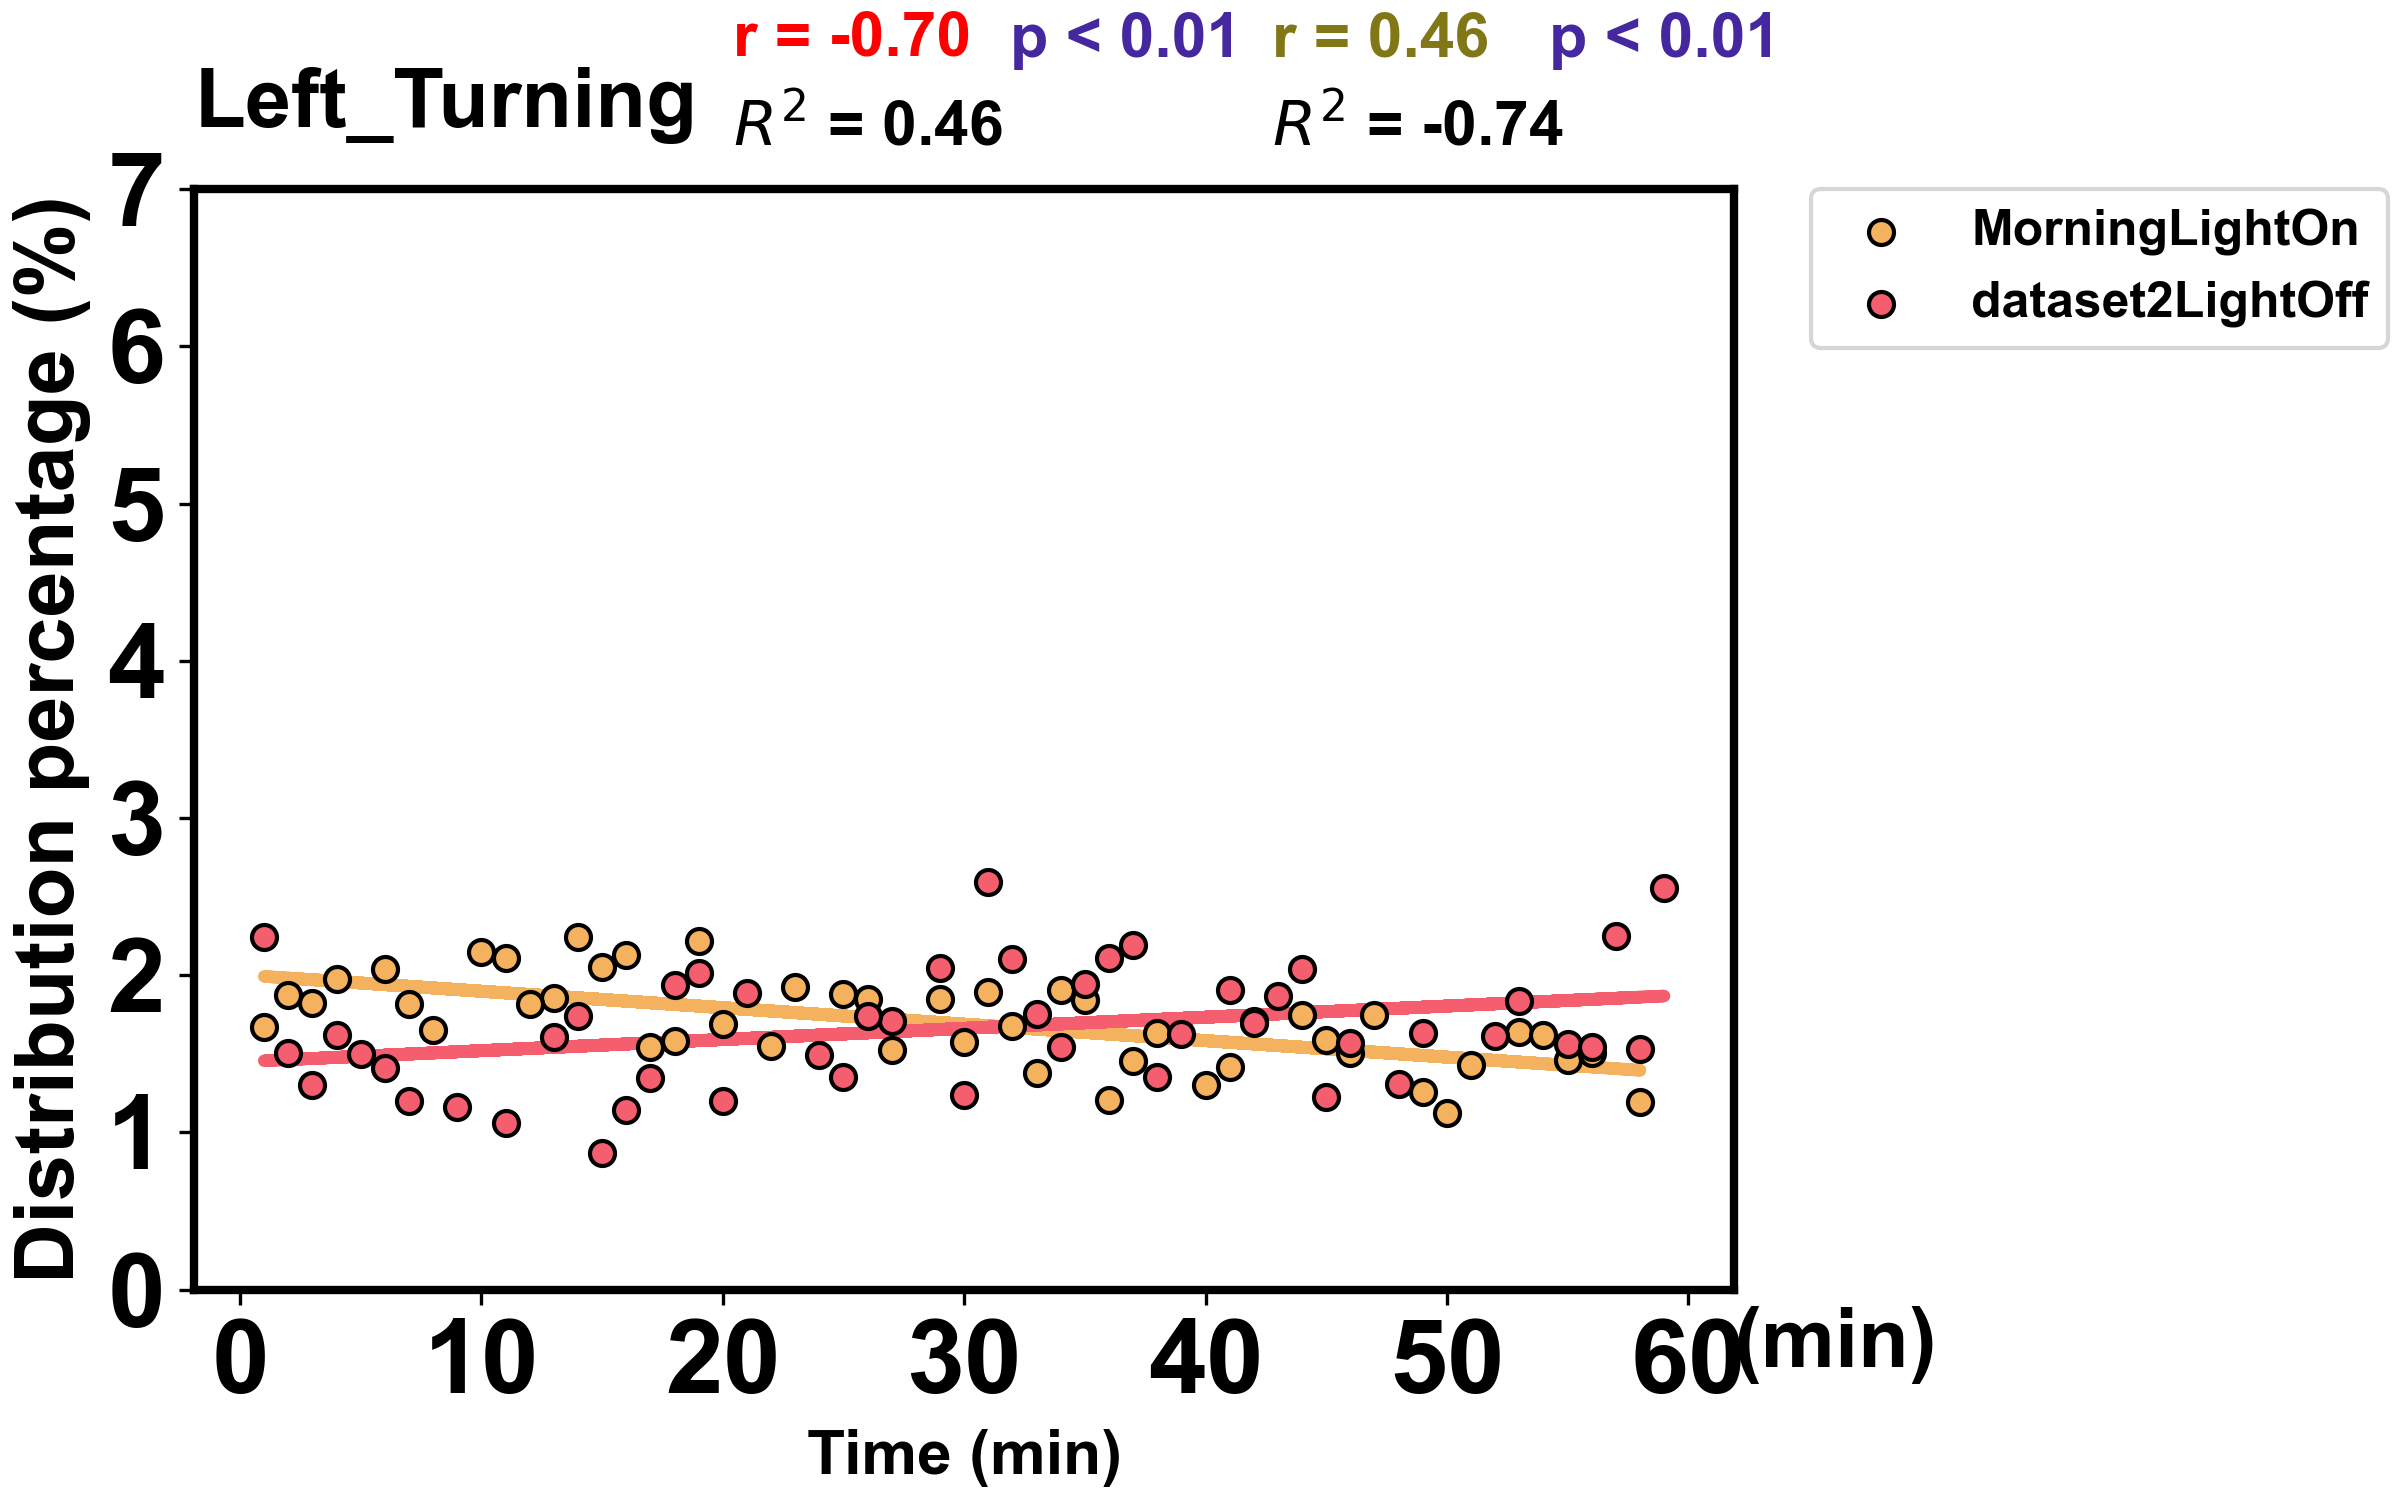 r = -0.70 p < 0.01 r = 0.46 p < 0.01
Left_Turning
R² = 0.46 R² = -0.74
Distribution percentage (%)
7
6
5
4
3
2
1
0
MorningLightOn
dataset2LightOff
0 10 20 30 40 50 60 (min)
Time (min)